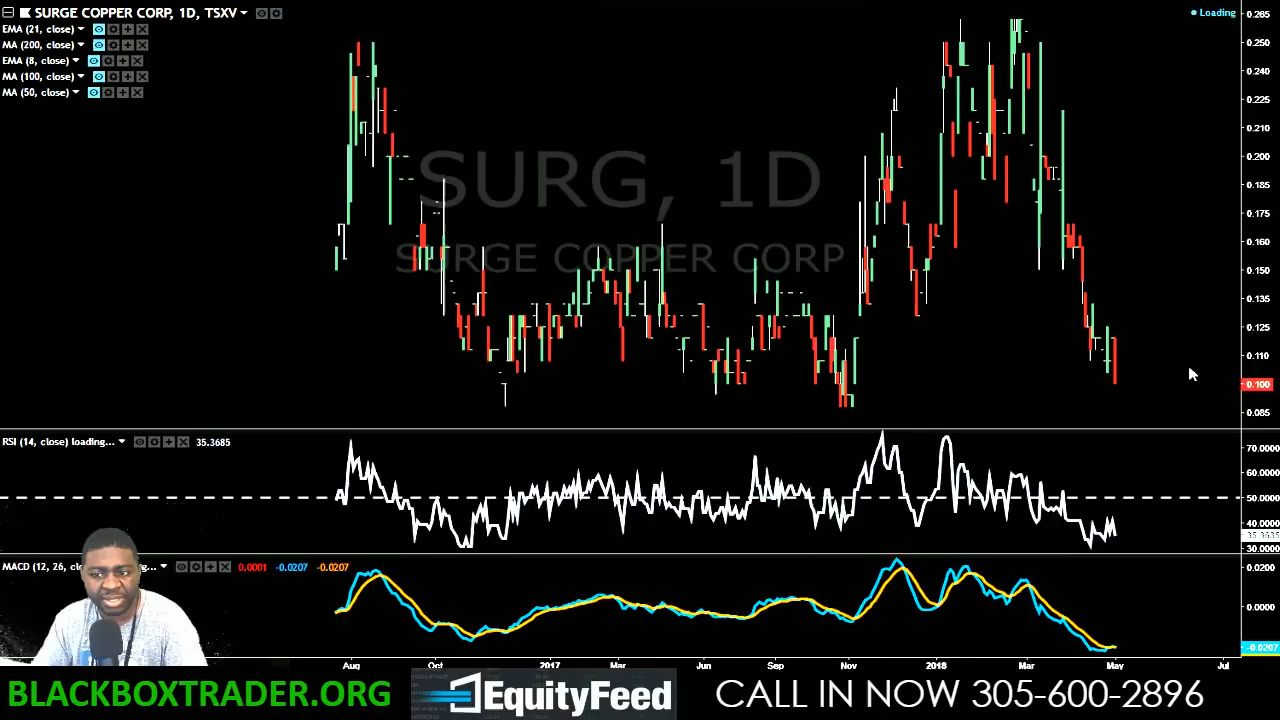 SURGE COPPER CORP, 1D, TSXV
Loading
EMA (21, close)
MA (200, close)
EMA (8, close)
MA (100, close)
MA (50, close)
SURG, 1D
SURGE COPPER CORP
0.265
0.250
0.240
0.225
0.210
0.200
0.185
0.175
0.160
0.150
0.135
0.125
0.110
0.100
0.085
RSI (14, close) loading... 35.3685
70.0000
60.0000
50.0000
40.0000
30.0000
MACD (12, 26, 0.0001 -0.0207 -0.0207
0.0200
0.0000
-0.0207
Aug Oct 2017 Mar Jun Sep Nov 2018 Mar May Jul
BLACKBOXTRADER.ORG
EquityFeed
CALL IN NOW 305-600-2896